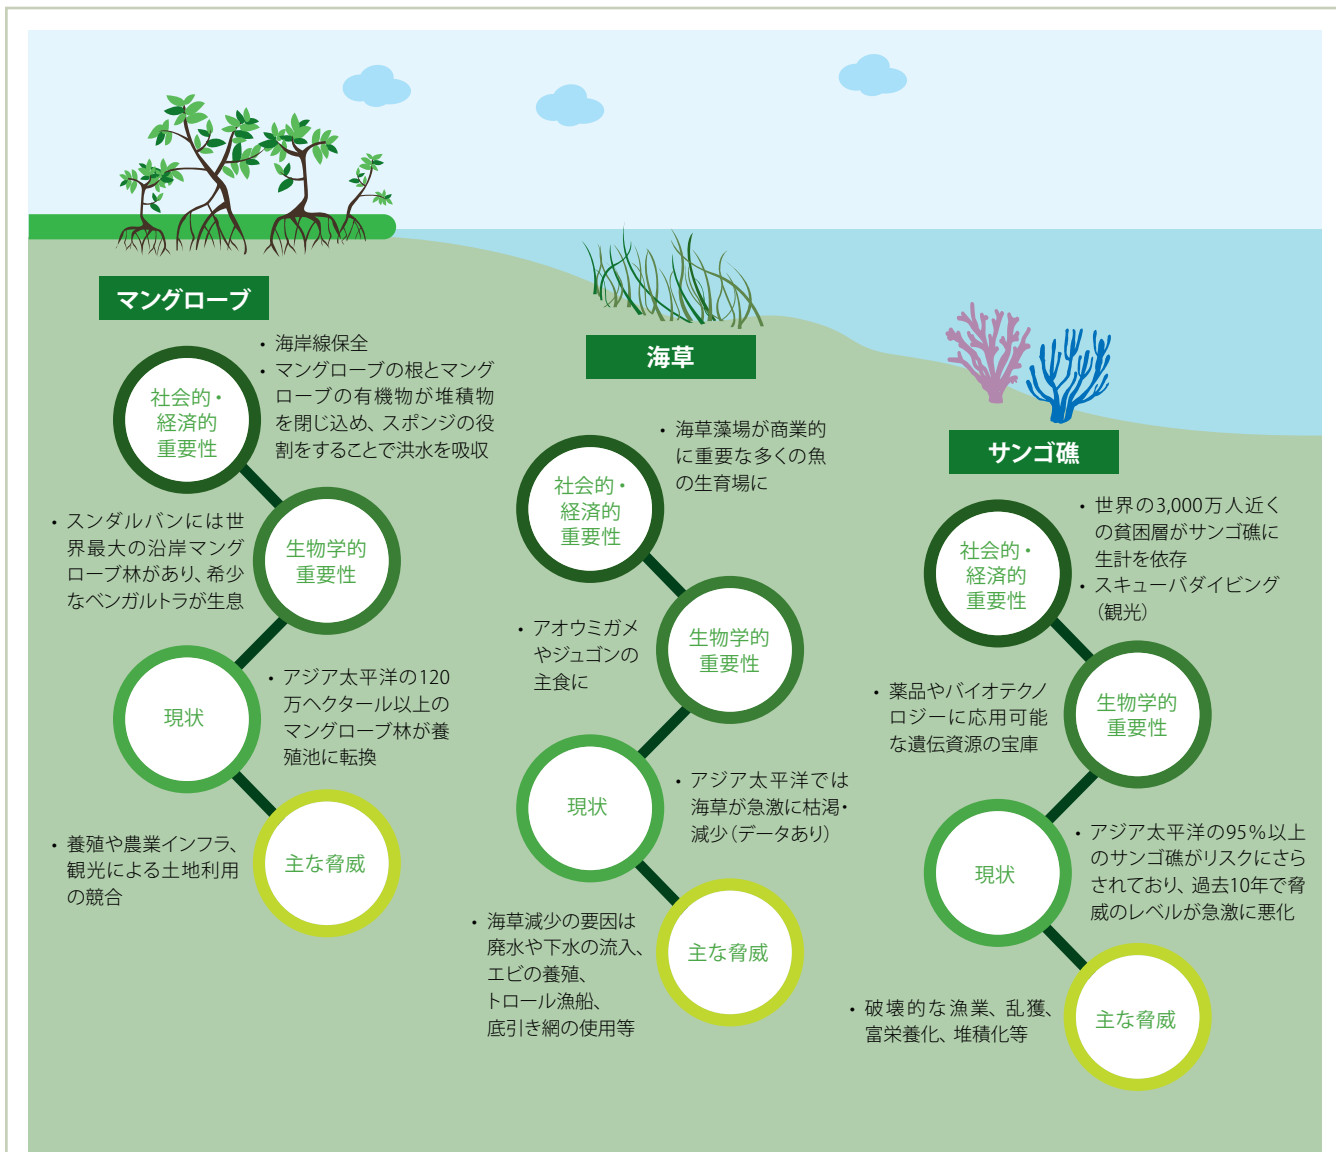 マングローブ
社会的・
経済的
重要性
・海岸線保全
・マングローブの根とマング
ローブの有機物が堆積物
を閉じ込め、スポンジの役
割をすることで洪水を吸収
生物学的
重要性
・スンダルバンには世
界最大の沿岸マング
ローブ林があり、希少
なベンガルトラが生息
現状
・アジア太平洋の120
万ヘクタール以上の
マングローブ林が養
殖池に転換
主な脅威
・養殖や農業インフラ、
観光による土地利用
の競合
海草
社会的・
経済的
重要性
・海草藻場が商業的
に重要な多くの魚
の生育場に
生物学的
重要性
・アオウミガメ
やジュゴンの
主食に
現状
・アジア太平洋では
海草が急激に枯渇・
減少（データあり）
主な脅威
・海草減少の要因は
廃水や下水の流入、
エビの養殖、
トロール漁船、
底引き網の使用等
サンゴ礁
社会的・
経済的
重要性
・世界の3,000万人近く
の貧困層がサンゴ礁に
生計を依存
・スキューバダイビング
（観光）
生物学的
重要性
・薬品やバイオテクノ
ロジーに応用可能
な遺伝資源の宝庫
現状
・アジア太平洋の95%以上
のサンゴ礁がリスクにさら
されており、過去10年で脅
威のレベルが急激に悪化
主な脅威
・破壊的な漁業、乱獲、
富栄養化、堆積化等